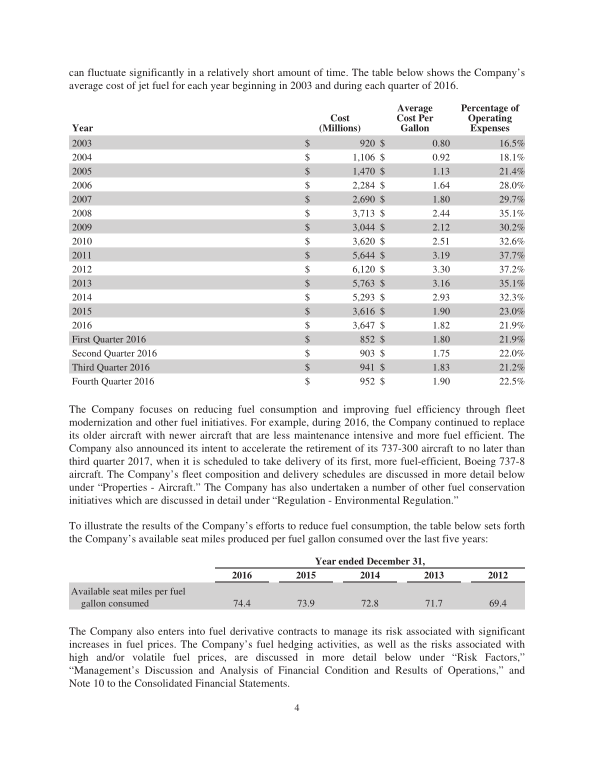 can fluctuate significantly in a relatively short amount of time. The table below shows the Company's
average cost of jet fuel for each year beginning in 2003 and during each quarter of 2016.
Year Cost (Millions) Average Cost Per Gallon Percentage of Operating Expenses
2003 $ 920 $ 0.80 16.5%
2004 $ 1,106 $ 0.92 18.1%
2005 $ 1,470 $ 1.13 21.4%
2006 $ 2,284 $ 1.64 28.0%
2007 $ 2,690 $ 1.80 29.7%
2008 $ 3,713 $ 2.44 35.1%
2009 $ 3,044 $ 2.12 30.2%
2010 $ 3,620 $ 2.51 32.6%
2011 $ 5,644 $ 3.19 37.7%
2012 $ 6,120 $ 3.30 37.2%
2013 $ 5,763 $ 3.16 35.1%
2014 $ 5,293 $ 2.93 32.3%
2015 $ 3,616 $ 1.90 23.0%
2016 $ 3,647 $ 1.82 21.9%
First Quarter 2016 $ 852 $ 1.80 21.9%
Second Quarter 2016 $ 903 $ 1.75 22.0%
Third Quarter 2016 $ 941 $ 1.83 21.2%
Fourth Quarter 2016 $ 952 $ 1.90 22.5%
The Company focuses on reducing fuel consumption and improving fuel efficiency through fleet
modernization and other fuel initiatives. For example, during 2016, the Company continued to replace
its older aircraft with newer aircraft that are less maintenance intensive and more fuel efficient. The
Company also announced its intent to accelerate the retirement of its 737-300 aircraft to no later than
third quarter 2017, when it is scheduled to take delivery of its first, more fuel-efficient, Boeing 737-8
aircraft. The Company's fleet composition and delivery schedules are discussed in more detail below
under “Properties - Aircraft.” The Company has also undertaken a number of other fuel conservation
initiatives which are discussed in detail under “Regulation - Environmental Regulation.”
To illustrate the results of the Company's efforts to reduce fuel consumption, the table below sets forth
the Company's available seat miles produced per fuel gallon consumed over the last five years:
Year ended December 31,
2016 2015 2014 2013 2012
Available seat miles per fuel
gallon consumed 74.4 73.9 72.8 71.7 69.4
The Company also enters into fuel derivative contracts to manage its risk associated with significant
increases in fuel prices. The Company's fuel hedging activities, as well as the risks associated with
high and/or volatile fuel prices, are discussed in more detail below under “Risk Factors,”
“Management's Discussion and Analysis of Financial Condition and Results of Operations,” and
Note 10 to the Consolidated Financial Statements.
4